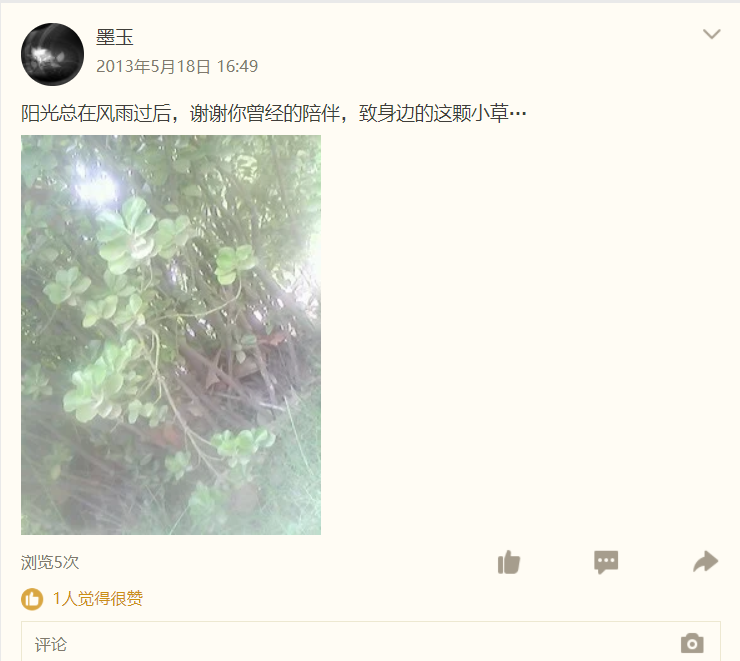 墨玉
2013年5月18日 16:49
阳光总在风雨过后，谢谢你曾经的陪伴，致身边的这颗小草…
浏览5次
1人觉得很赞
评论